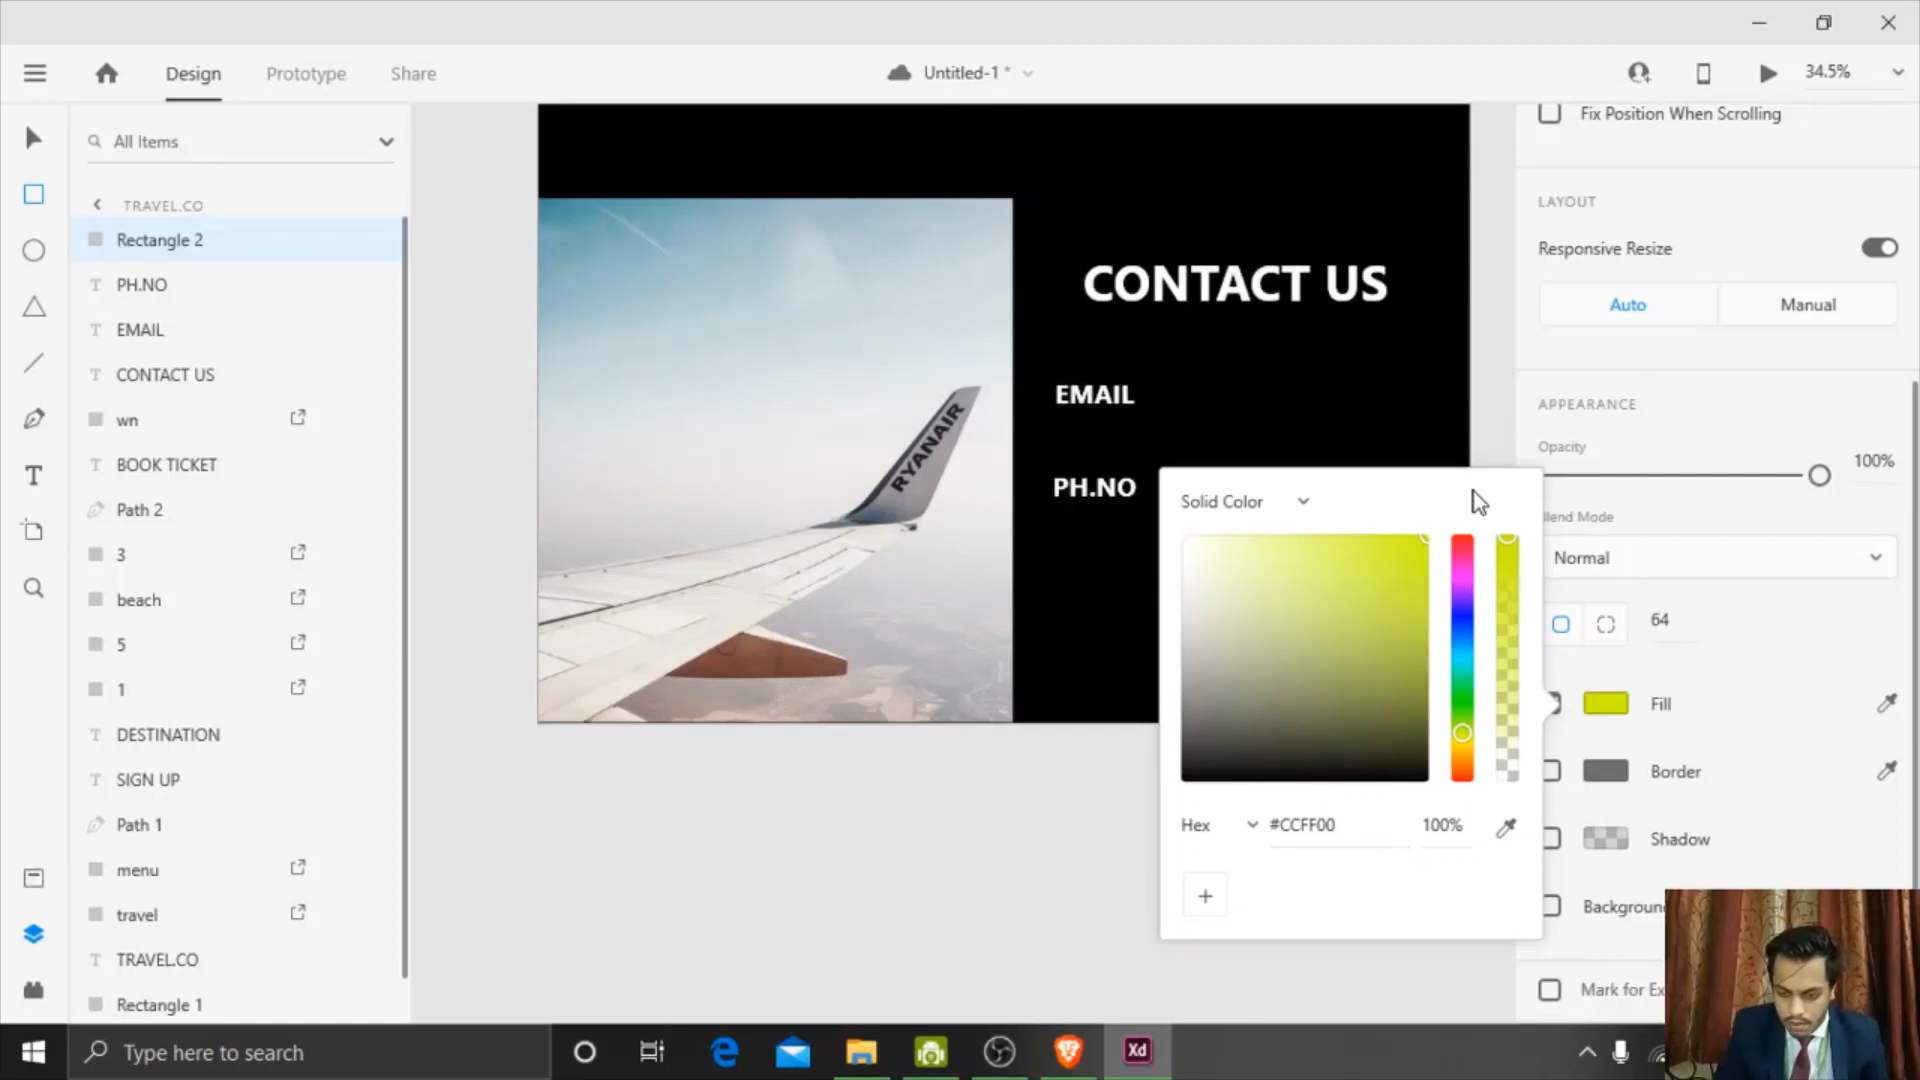 Design
Prototype
Share
Untitled-1 *
34.5%
All Items
TRAVEL.CO
Rectangle 2
PH.NO
EMAIL
CONTACT US
wn
BOOK TICKET
Path 2
3
beach
5
1
DESTINATION
SIGN UP
Path 1
menu
travel
TRAVEL.CO
Rectangle 1
RYANAIR
CONTACT US
EMAIL
PH.NO
Solid Color
Hex
#CCFF00
100%
+
Fix Position When Scrolling
LAYOUT
Responsive Resize
Auto
Manual
APPEARANCE
Opacity
100%
Blend Mode
Normal
64
Fill
Border
Shadow
Backgroun
Mark for Ex
Type here to search
Xd